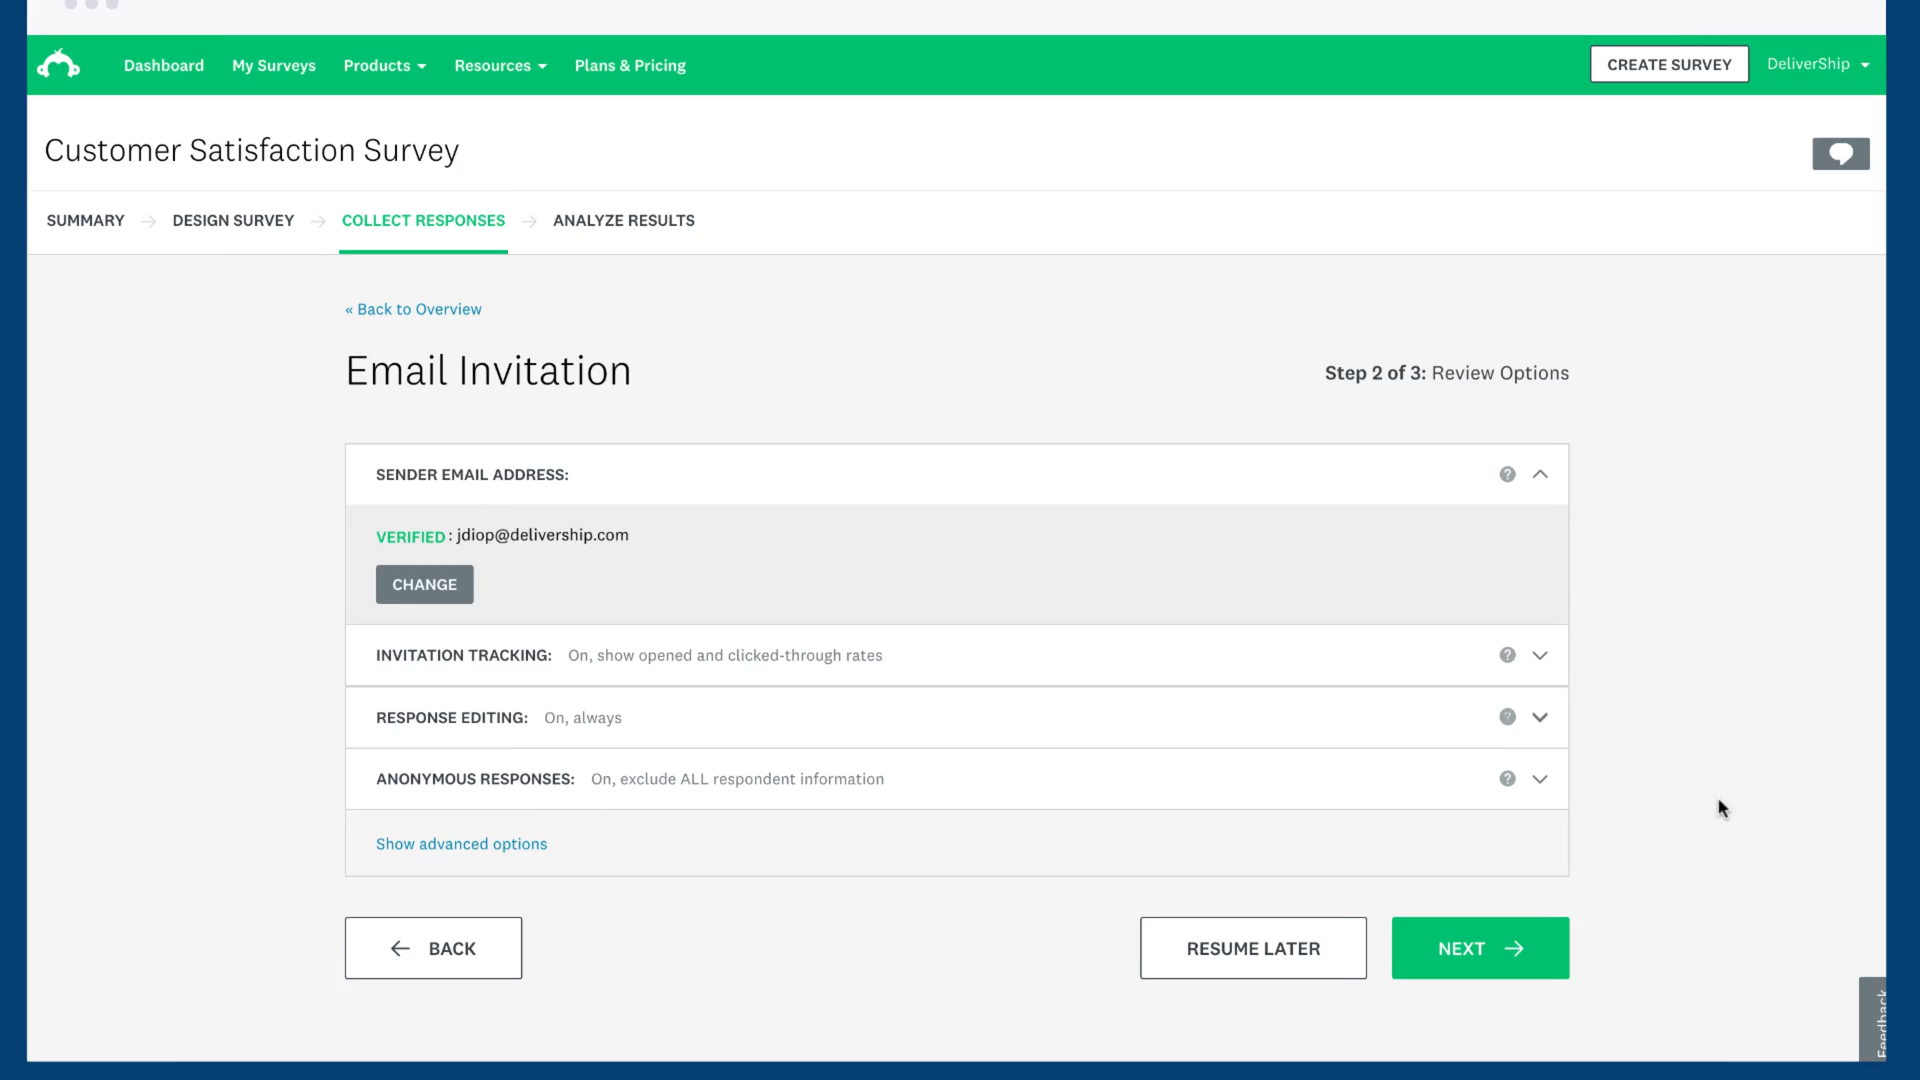 Dashboard My Surveys Products Resources Plans & Pricing CREATE SURVEY DeliverShip
Customer Satisfaction Survey
SUMMARY DESIGN SURVEY COLLECT RESPONSES ANALYZE RESULTS
« Back to Overview
Email Invitation
Step 2 of 3: Review Options
SENDER EMAIL ADDRESS: ?
VERIFIED : jdiop@delivership.com
CHANGE
INVITATION TRACKING: On, show opened and clicked-through rates ?
RESPONSE EDITING: On, always ?
ANONYMOUS RESPONSES: On, exclude ALL respondent information ?
Show advanced options
BACK RESUME LATER NEXT
Feedback